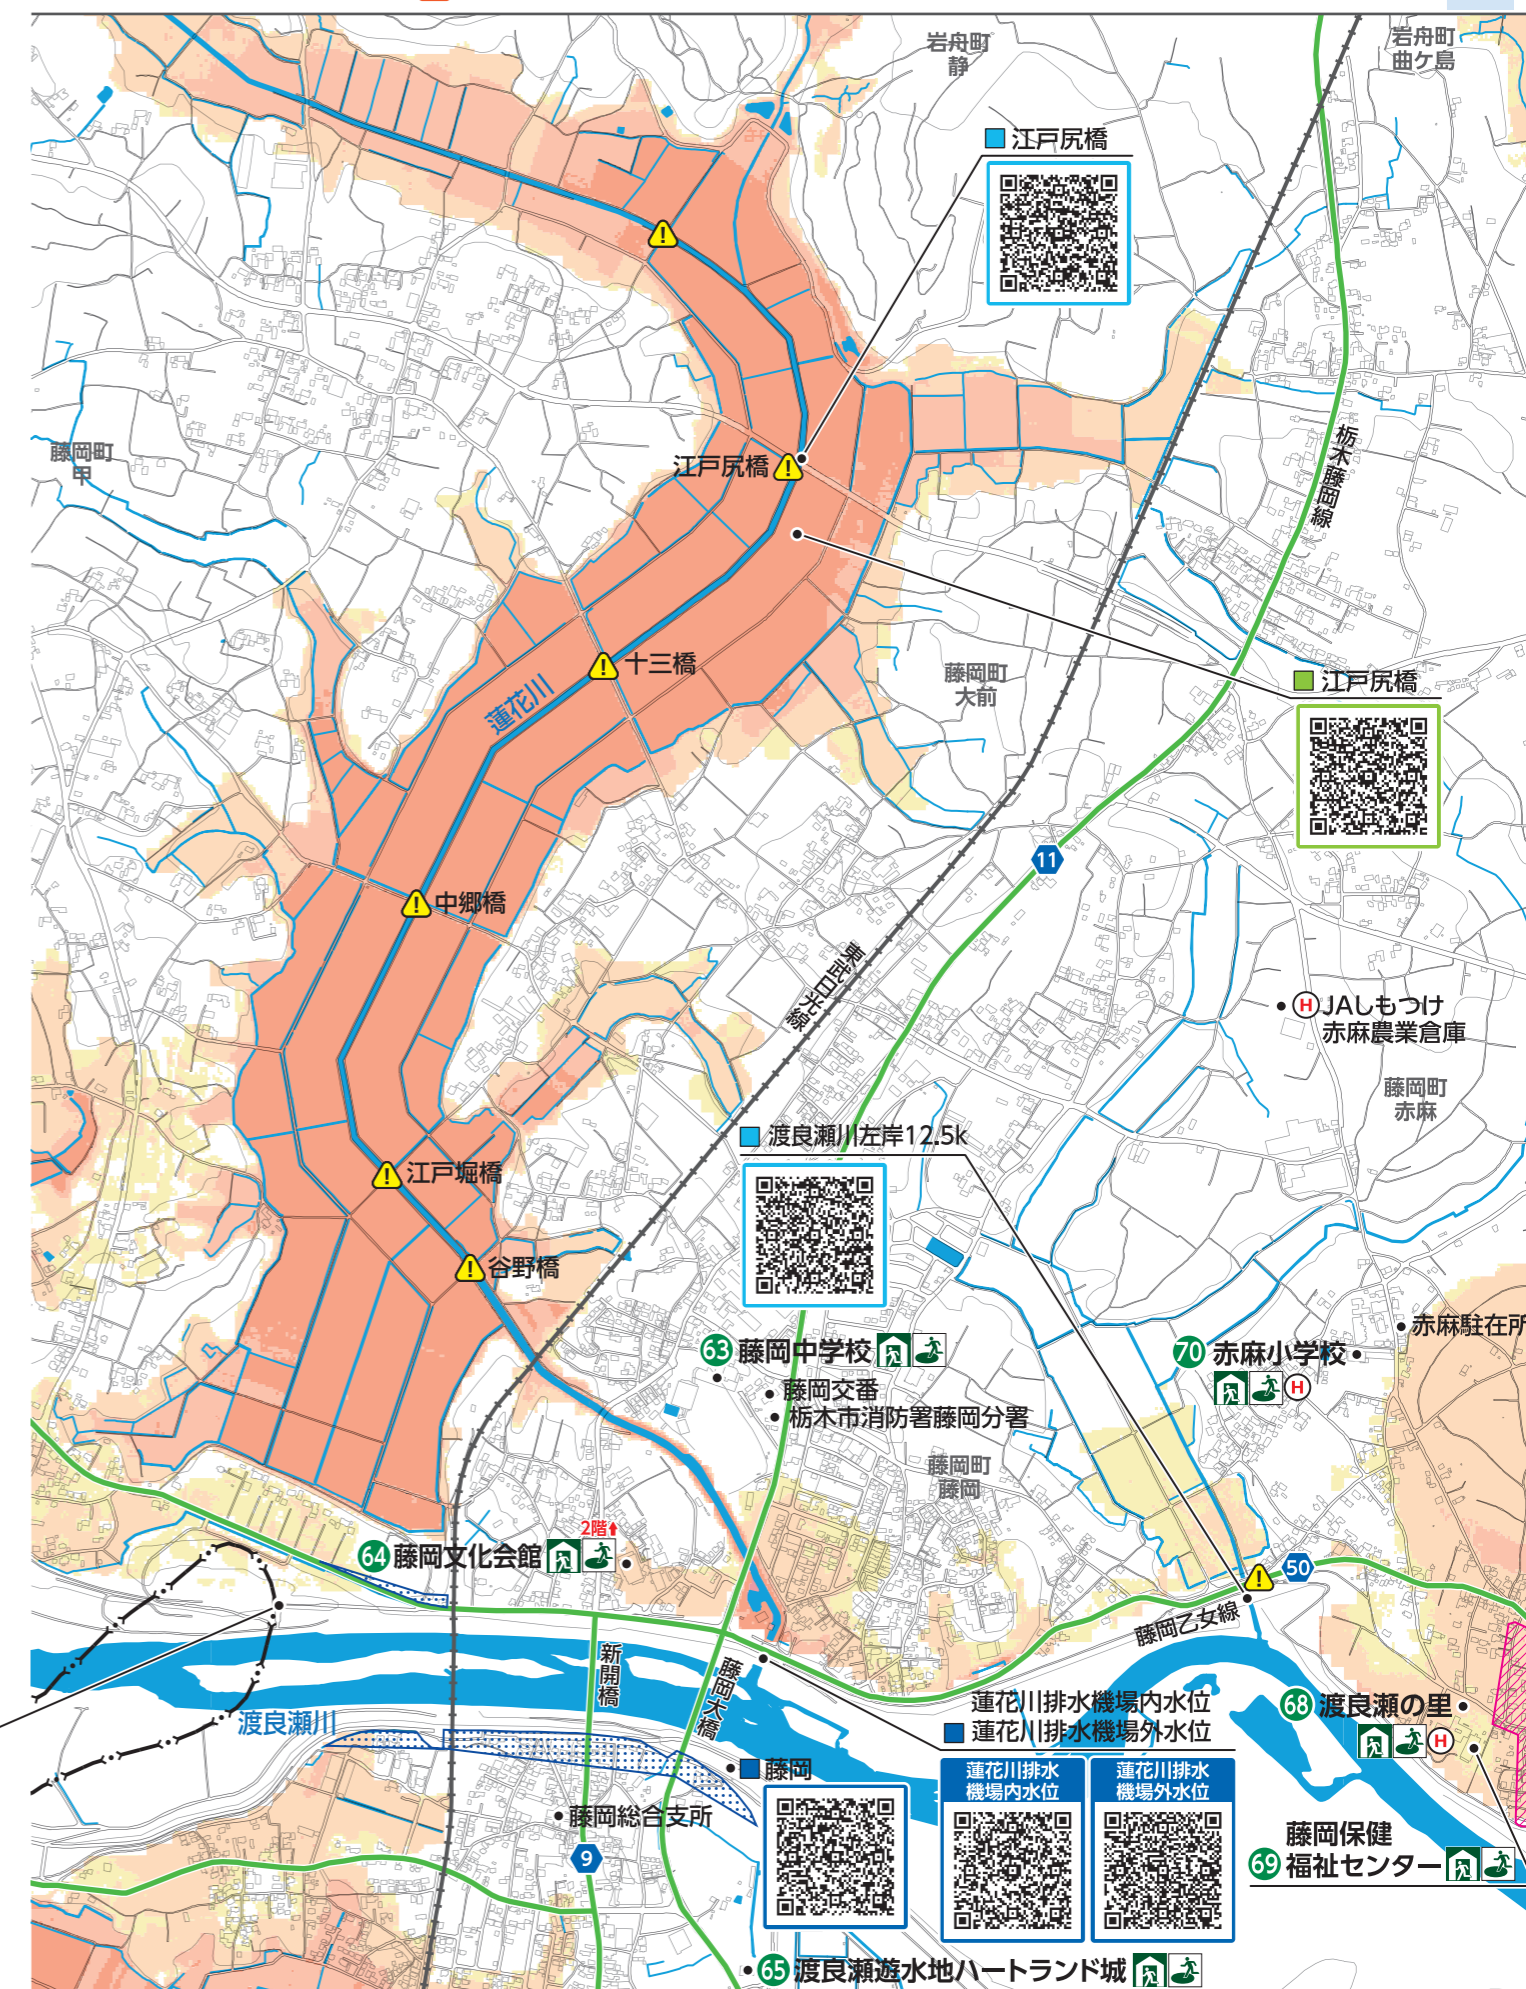 岩舟町
静
岩舟町
曲ケ島
江戸尻橋
藤岡町
甲
江戸尻橋
栃木藤岡線
十三橋
蓮花川
藤岡町
大前
江戸尻橋
11
中郷橋
東武日光線
H JAしもつけ
赤麻農業倉庫
藤岡町
赤麻
渡良瀬川左岸12.5k
江戸堀橋
谷野橋
63 藤岡中学校
藤岡交番
栃木市消防署藤岡分署
70 赤麻小学校
H
赤麻駐在所
藤岡町
藤岡
2階
64 藤岡文化会館
50
藤岡乙女線
新開橋
藤岡大橋
渡良瀬川
蓮花川排水機場内水位
蓮花川排水機場外水位
68 渡良瀬の里
H
藤岡
蓮花川排水
機場内水位
蓮花川排水
機場外水位
藤岡総合支所
9
藤岡保健
69 福祉センター
65 渡良瀬遊水地ハートランド城